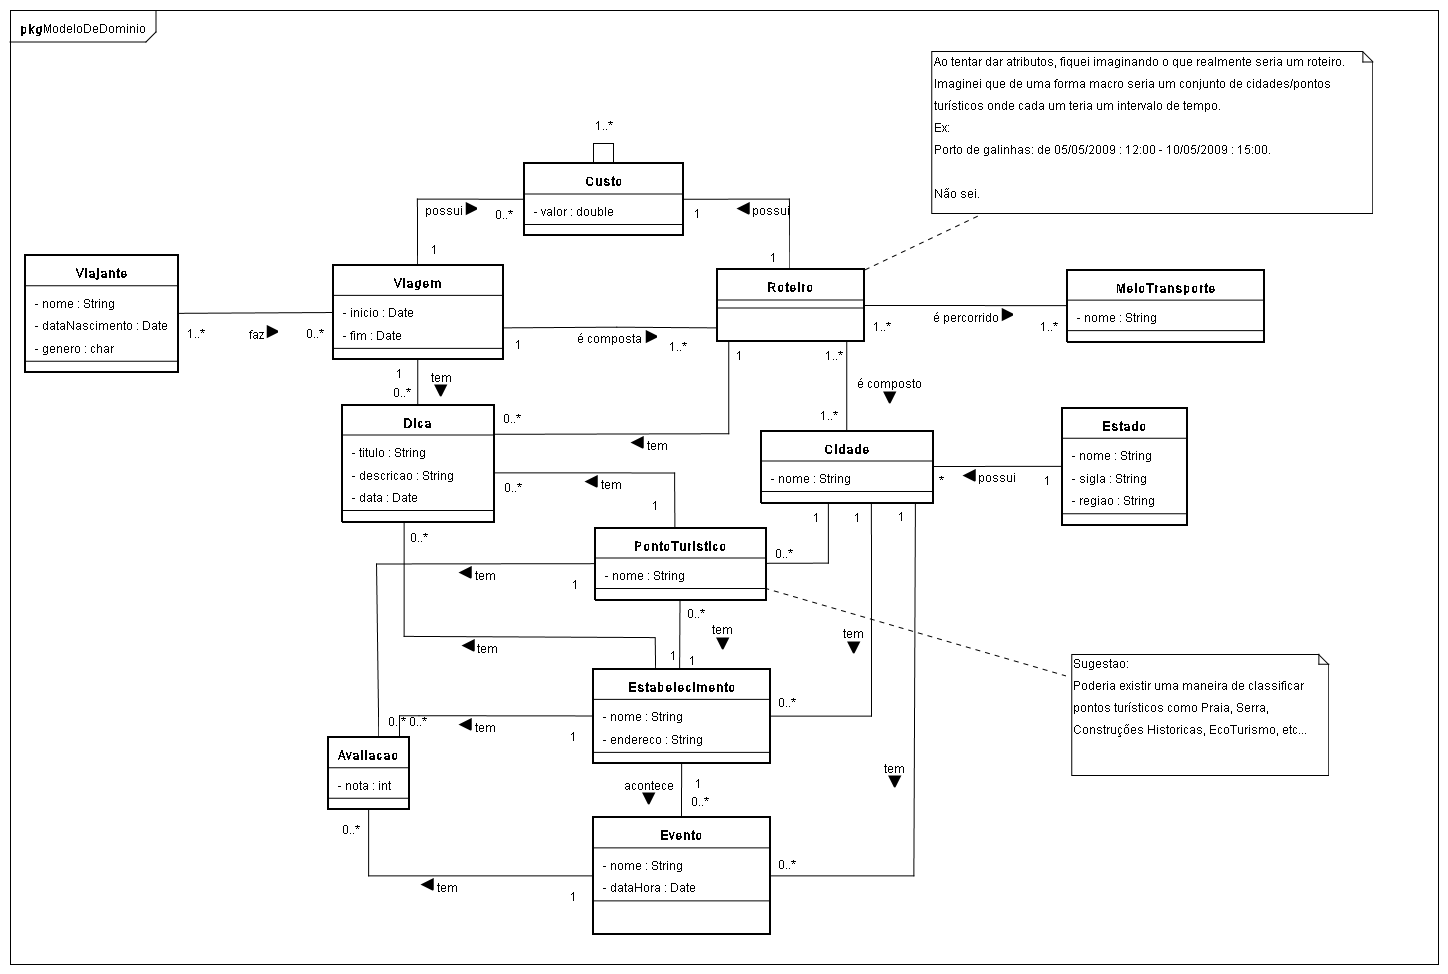 pkg ModeloDeDominio
Ao tentar dar atributos, fiquei imaginando o que realmente seria um roteiro.
Imaginei que de uma forma macro seria um conjunto de cidades/pontos
turísticos onde cada um teria um intervalo de tempo.
Ex:
Porto de galinhas: de 05/05/2009 : 12:00 - 10/05/2009 : 15:00.
Não sei.
1..*
Custo
- valor : double
possui
0..*
1
1
possui
1
Viajante
- nome : String
- dataNascimento : Date
- genero : char
1..*
faz
0..*
Viagem
- inicio : Date
- fim : Date
1
é composta
1..*
Roteiro
1..*
é percorrido
1..*
MeioTransporte
- nome : String
1
0..*
tem
1
0..*
tem
1..*
é composto
1..*
Dica
- titulo : String
- descricao : String
- data : Date
Cidade
- nome : String
*
possui
1
Estado
- nome : String
- sigla : String
- regiao : String
0..*
tem
1
1
1
1
0..*
PontoTuristico
- nome : String
0..*
tem
1
0..*
tem
1
1
tem
tem
Sugestao:
Poderia existir uma maneira de classificar
pontos turísticos como Praia, Serra,
Construções Historicas, EcoTurismo, etc...
Estabelecimento
- nome : String
- endereco : String
0..*
0..* 0..*
tem
1
Avaliacao
- nota : int
acontece
1
0..*
tem
Evento
- nome : String
- dataHora : Date
0..*
0..*
tem
1